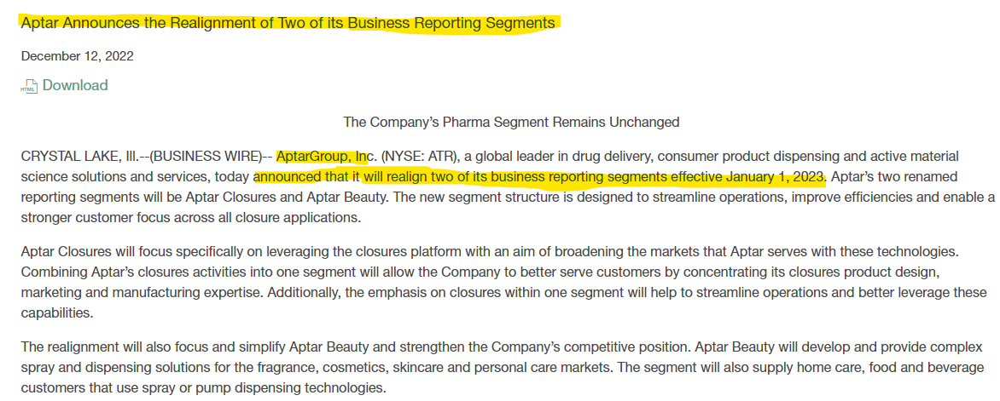 Aptar Announces the Realignment of Two of its Business Reporting Segments
December 12, 2022
HTML Download
The Company's Pharma Segment Remains Unchanged
CRYSTAL LAKE, Ill.--(BUSINESS WIRE)-- AptarGroup, Inc. (NYSE: ATR), a global leader in drug delivery, consumer product dispensing and active material
science solutions and services, today announced that it will realign two of its business reporting segments effective January 1, 2023. Aptar's two renamed
reporting segments will be Aptar Closures and Aptar Beauty. The new segment structure is designed to streamline operations, improve efficiencies and enable a
stronger customer focus across all closure applications.
Aptar Closures will focus specifically on leveraging the closures platform with an aim of broadening the markets that Aptar serves with these technologies.
Combining Aptar's closures activities into one segment will allow the Company to better serve customers by concentrating its closures product design,
marketing and manufacturing expertise. Additionally, the emphasis on closures within one segment will help to streamline operations and better leverage these
capabilities.
The realignment will also focus and simplify Aptar Beauty and strengthen the Company's competitive position. Aptar Beauty will develop and provide complex
spray and dispensing solutions for the fragrance, cosmetics, skincare and personal care markets. The segment will also supply home care, food and beverage
customers that use spray or pump dispensing technologies.